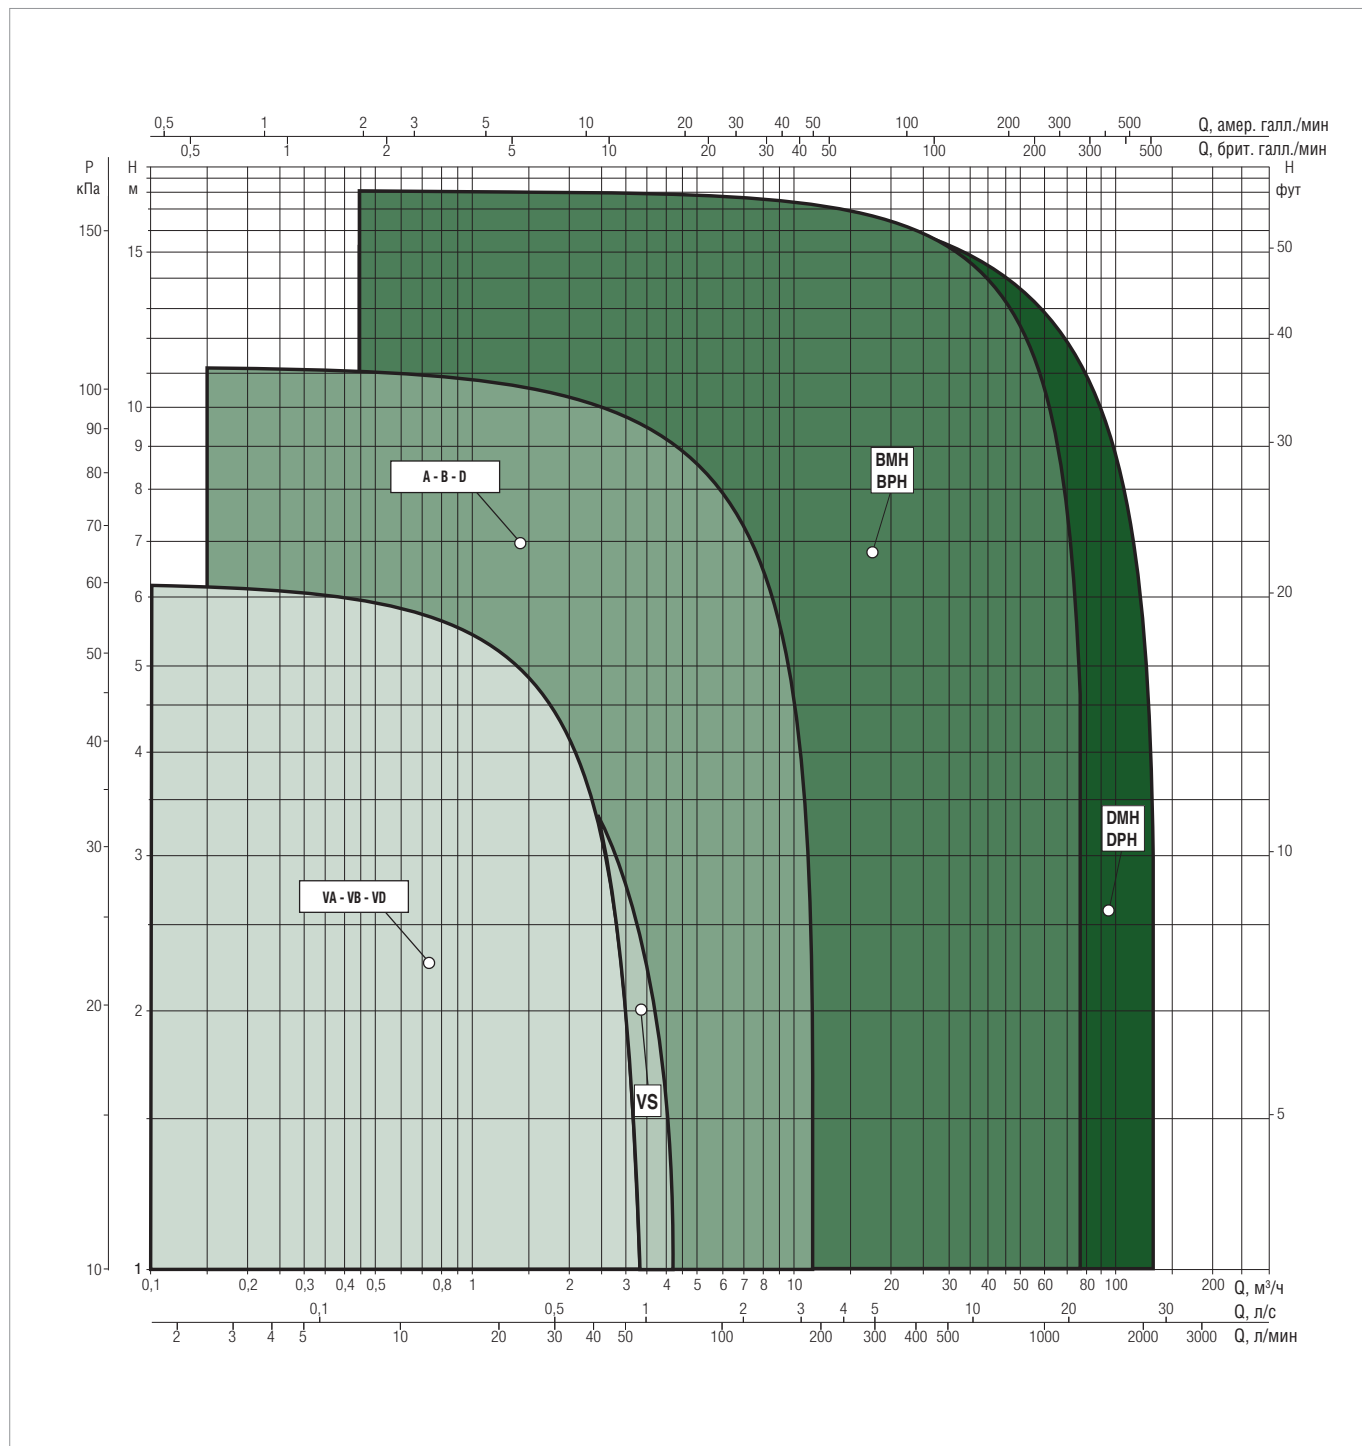 0,5 1 2 3 5 10 20 30 40 50 100 200 300 500 Q, амер. галл./мин
0,5 1 2 5 10 20 30 40 50 100 200 300 500 Q, брит. галл./мин
P
кПа
H
м
H
фут
150
15
50
40
100
10
90
30
9
A - B - D
BMH
BPH
80
8
70
7
60
6
20
50
5
40
4
DMH
DPH
30
3
10
VA - VB - VD
20
2
VS
5
10
1
0,1 0,2 0,3 0,4 0,5 0,8 1 2 3 4 5 6 7 8 10 20 30 40 50 60 80 100 200 Q, м³/ч
0,1 0,5 1 2 3 4 5 10 20 30 Q, л/с
2 3 4 5 10 20 30 40 50 100 200 300 400 500 1000 2000 3000 Q, л/мин